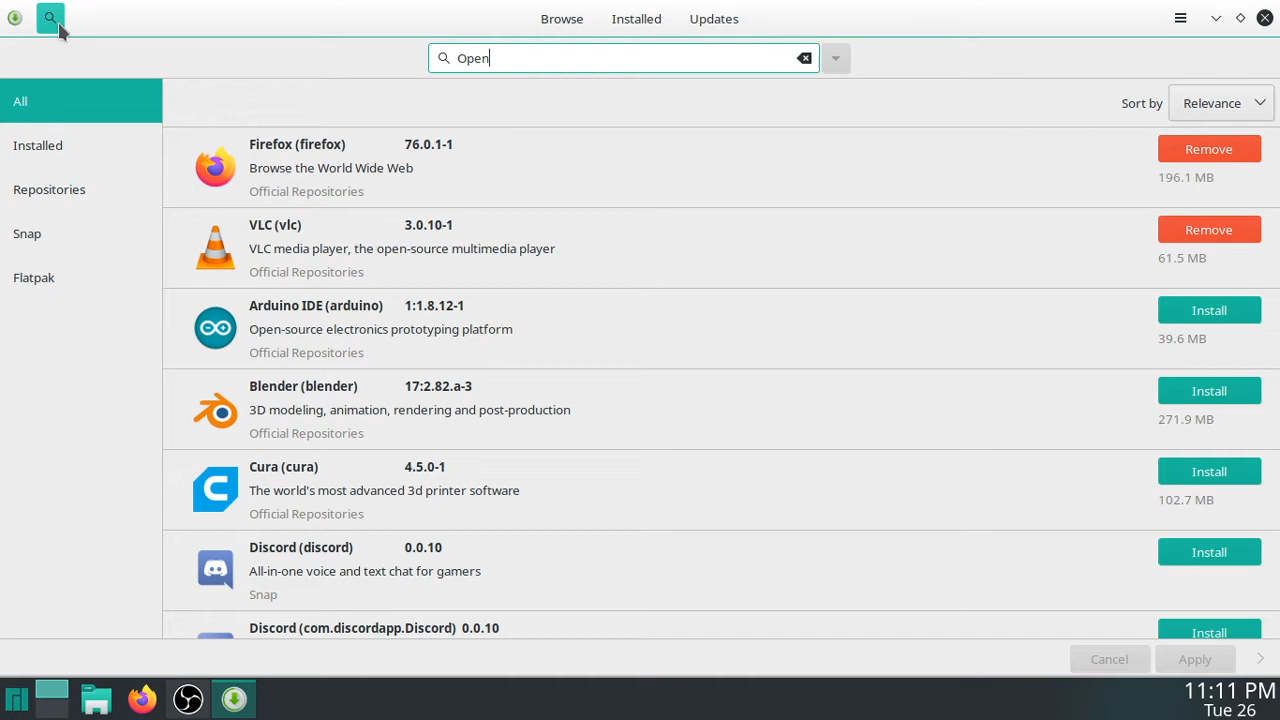 Browse Installed Updates
Open
All
Installed
Repositories
Snap
Flatpak
Sort by Relevance
Firefox (firefox) 76.0.1-1
Browse the World Wide Web
Official Repositories
Remove
196.1 MB
VLC (vlc) 3.0.10-1
VLC media player, the open-source multimedia player
Official Repositories
Remove
61.5 MB
Arduino IDE (arduino) 1:1.8.12-1
Open-source electronics prototyping platform
Official Repositories
Install
39.6 MB
Blender (blender) 17:2.82.a-3
3D modeling, animation, rendering and post-production
Official Repositories
Install
271.9 MB
Cura (cura) 4.5.0-1
The world's most advanced 3d printer software
Official Repositories
Install
102.7 MB
Discord (discord) 0.0.10
All-in-one voice and text chat for gamers
Snap
Install
Discord (com.discordapp.Discord) 0.0.10
Install
Cancel Apply
11:11 PM
Tue 26